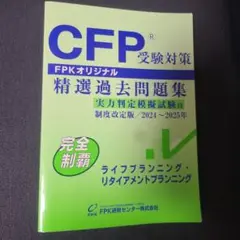 CFP® 受験対策
FPKオリジナル
精選過去問題集
実力判定模擬試験付
制度改定版/2024～2025年
完全
制覇
ライフプランニング・
リタイアメントプランニング
FPK研修センター株式会社